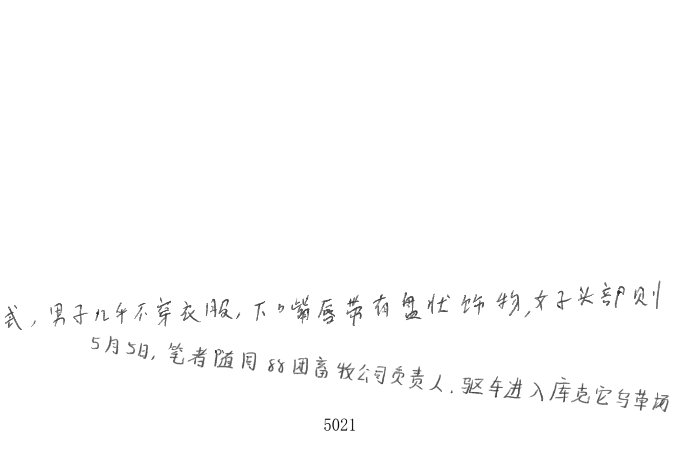 式，男子几乎不穿衣服，下嘴唇带有盘状饰物，女子头部则
5月5日，笔者随同88团畜牧公司负责人，驱车进入库克它乌草场
5021